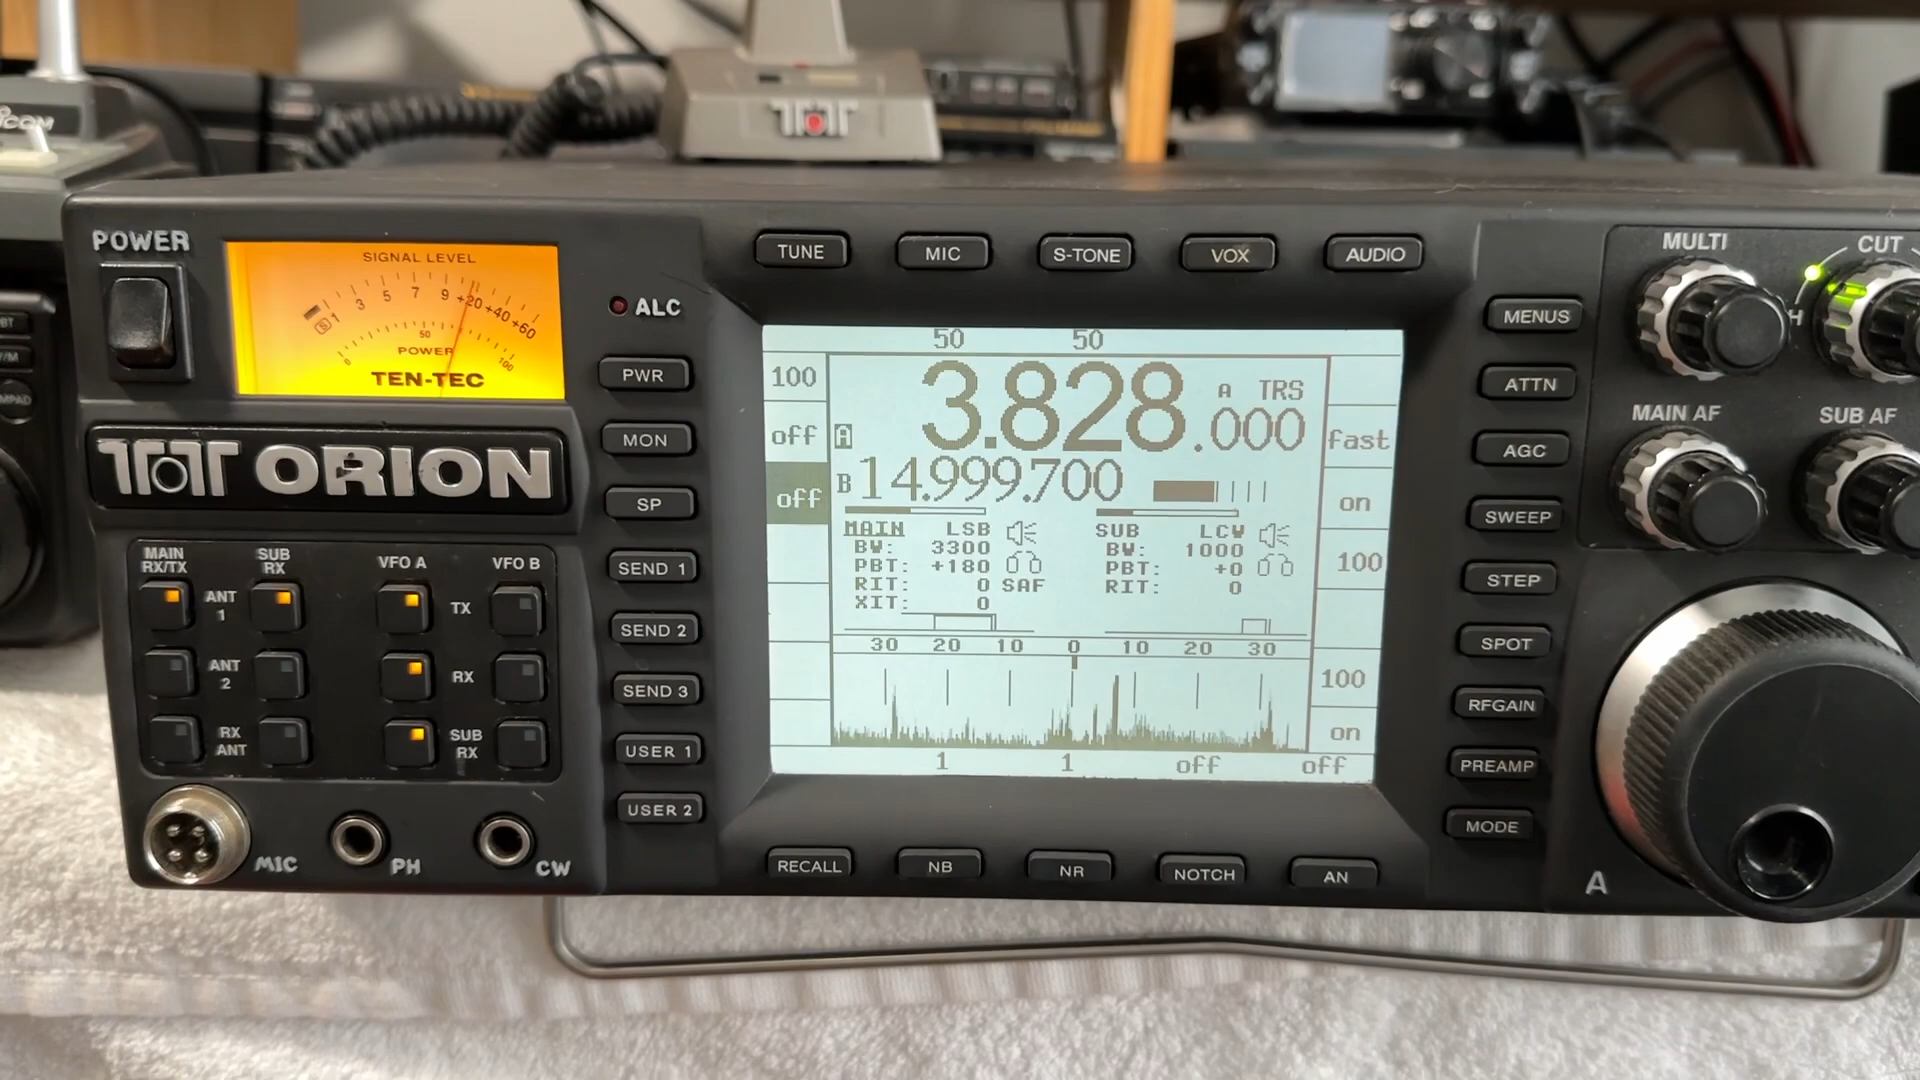 ICOM
TT
POWER
SIGNAL LEVEL
S 1 3 5 7 9 +20 +40 +60
0 50 100
POWER
TEN-TEC
TT ORION
MAIN RX/TX
SUB RX
VFO A
VFO B
ANT 1
TX
ANT 2
RX
RX ANT
SUB RX
MIC
PH
CW
ALC
PWR
MON
SP
SEND 1
SEND 2
SEND 3
USER 1
USER 2
TUNE
MIC
S-TONE
VOX
AUDIO
50 50
100
off
off
A 3.828.000
A TRS
B 14.999.700
MAIN LSB
BW: 3300
PBT: +180
RIT: 0 SAF
XIT: 0
SUB LCW
BW: 1000
PBT: +0
RIT: 0
30 20 10 0 10 20 30
fast
on
100
100
on
1 1 off off
RECALL
NB
NR
NOTCH
AN
MENUS
ATTN
AGC
SWEEP
STEP
SPOT
RFGAIN
PREAMP
MODE
MULTI
CUT
H
MAIN AF
SUB AF
A